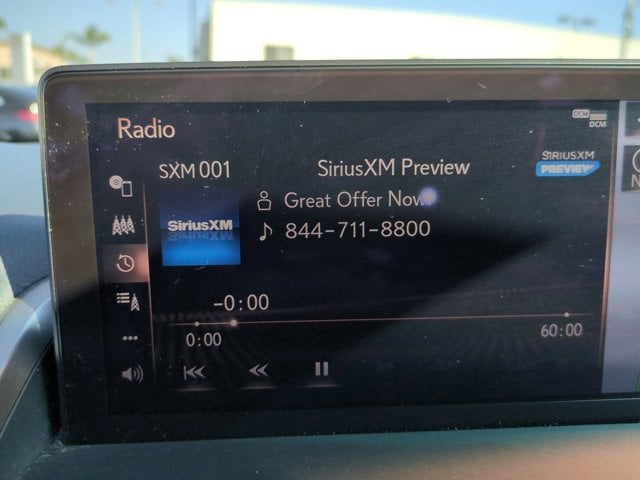 Radio
DCM
DCM
SXM 001
SiriusXM Preview
SIRIUSXM
PREVIEW
SiriusXM
Great Offer Now
844-711-8800
-0:00
0:00
60:00